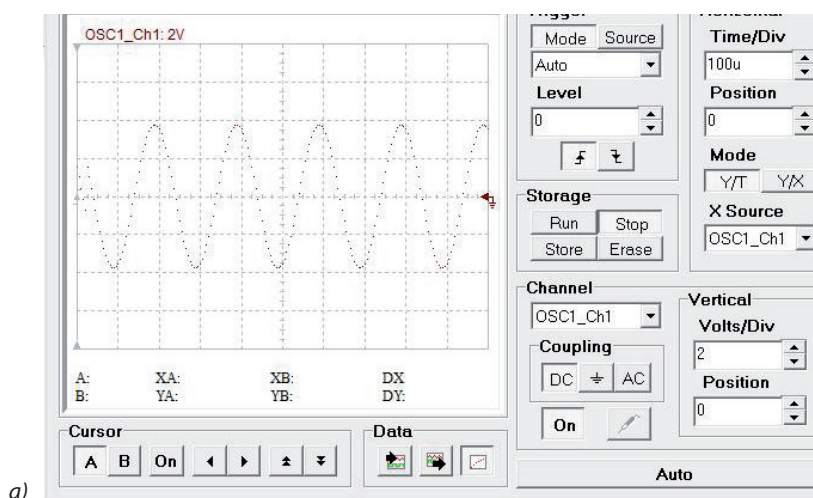 OSC1_Ch1: 2V
A: XA: XB: DX
B: YA: YB: DY:
Cursor
A B On
Data
Trigger
Mode Source
Auto
Level
0
Storage
Run Stop
Store Erase
Horizontal
Time/Div
100u
Position
0
Mode
Y/T Y/X
X Source
OSC1_Ch1
Channel
OSC1_Ch1
Coupling
DC AC
On
Vertical
Volts/Div
2
Position
0
Auto
a)